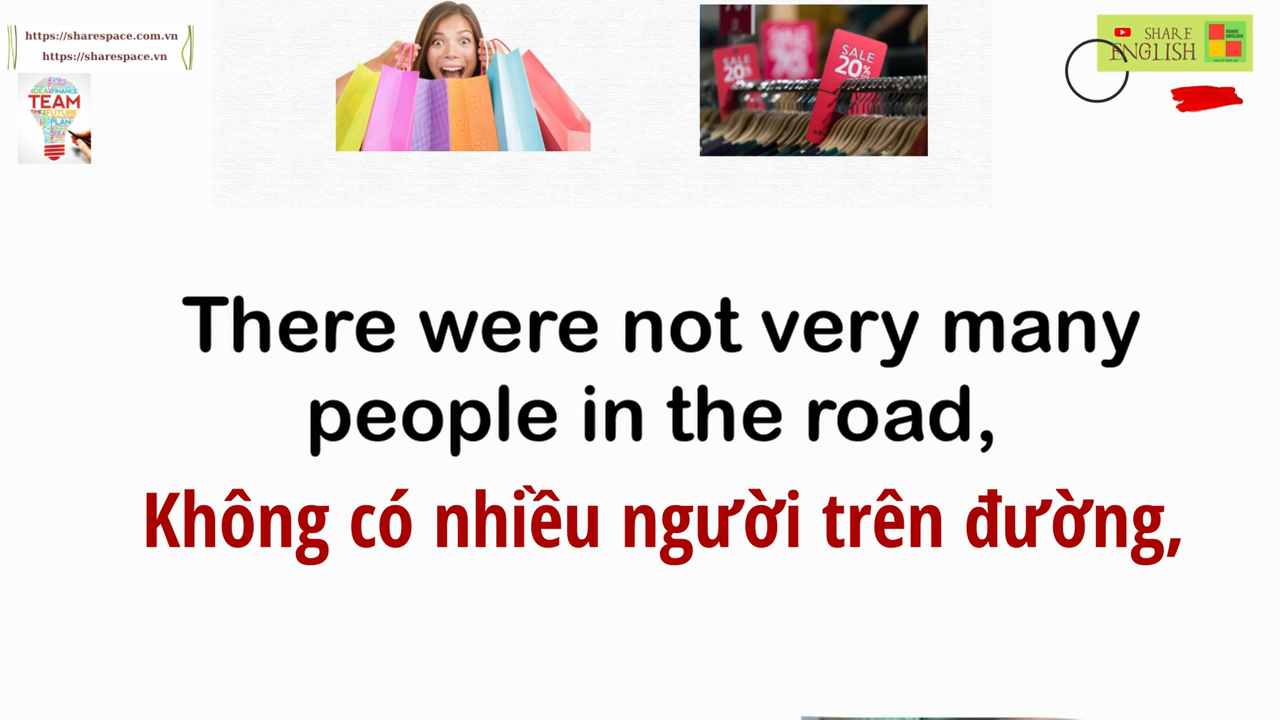 https://sharespace.com.vn
https://sharespace.vn
TEAM
PLAN
SALE
20%
SALE
20%
SHARE
ENGLISH
There were not very many
people in the road,
Không có nhiều người trên đường,